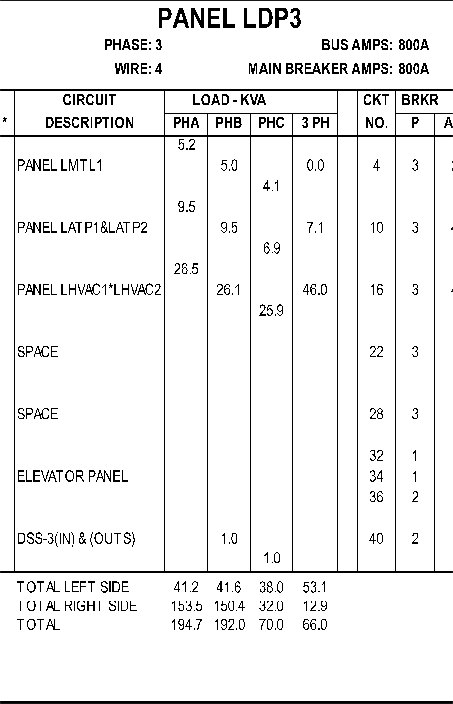 PANEL LDP3
PHASE: 3 BUS AMPS: 800A
WIRE: 4 MAIN BREAKER AMPS: 800A
CIRCUIT LOAD - KVA CKT BRKR
* DESCRIPTION PHA PHB PHC 3 PH NO. P A
5.2
PANEL LMTL1 5.0 0.0 4 3
4.1
9.5
PANEL LATP1&LATP2 9.5 7.1 10 3
6.9
26.5
PANEL LHVAC1*LHVAC2 26.1 46.0 16 3
25.9
SPACE 22 3
SPACE 28 3
32 1
ELEVATOR PANEL 34 1
36 2
DSS-3(IN) & (OUTS) 1.0 40 2
1.0
TOTAL LEFT SIDE 41.2 41.6 38.0 53.1
TOTAL RIGHT SIDE 153.5 150.4 32.0 12.9
TOTAL 194.7 192.0 70.0 66.0